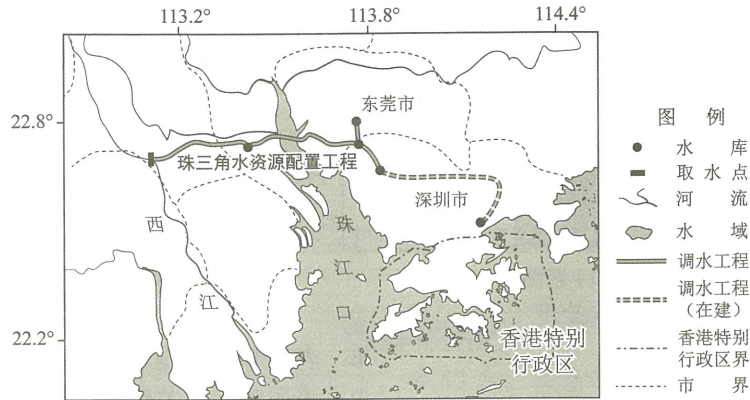 113.2°
113.8°
114.4°
22.8°
22.2°
东莞市
珠三角水资源配置工程
深圳市
西
江
珠
江
口
香港特别
行政区
图 例
水 库
取 水 点
河 流
水 域
调水工程
调水工程
（在建）
香港特别
行政区界
市 界